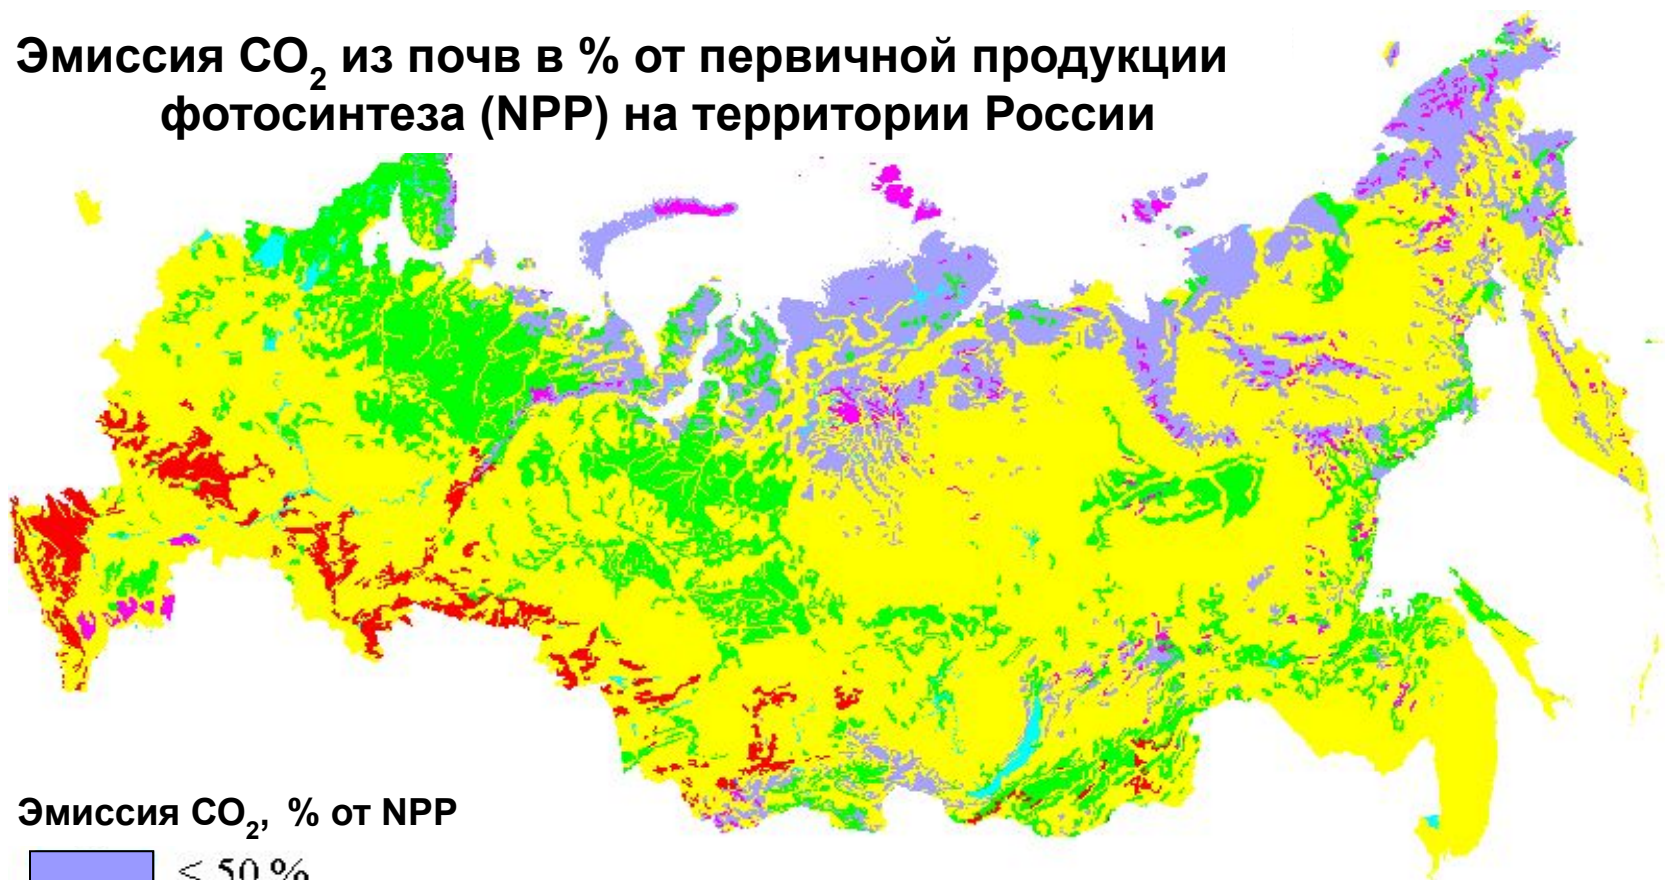 Эмиссия CO₂ из почв в % от первичной продукции
фотосинтеза (NPP) на территории России
Эмиссия CO₂, % от NPP
< 50 %